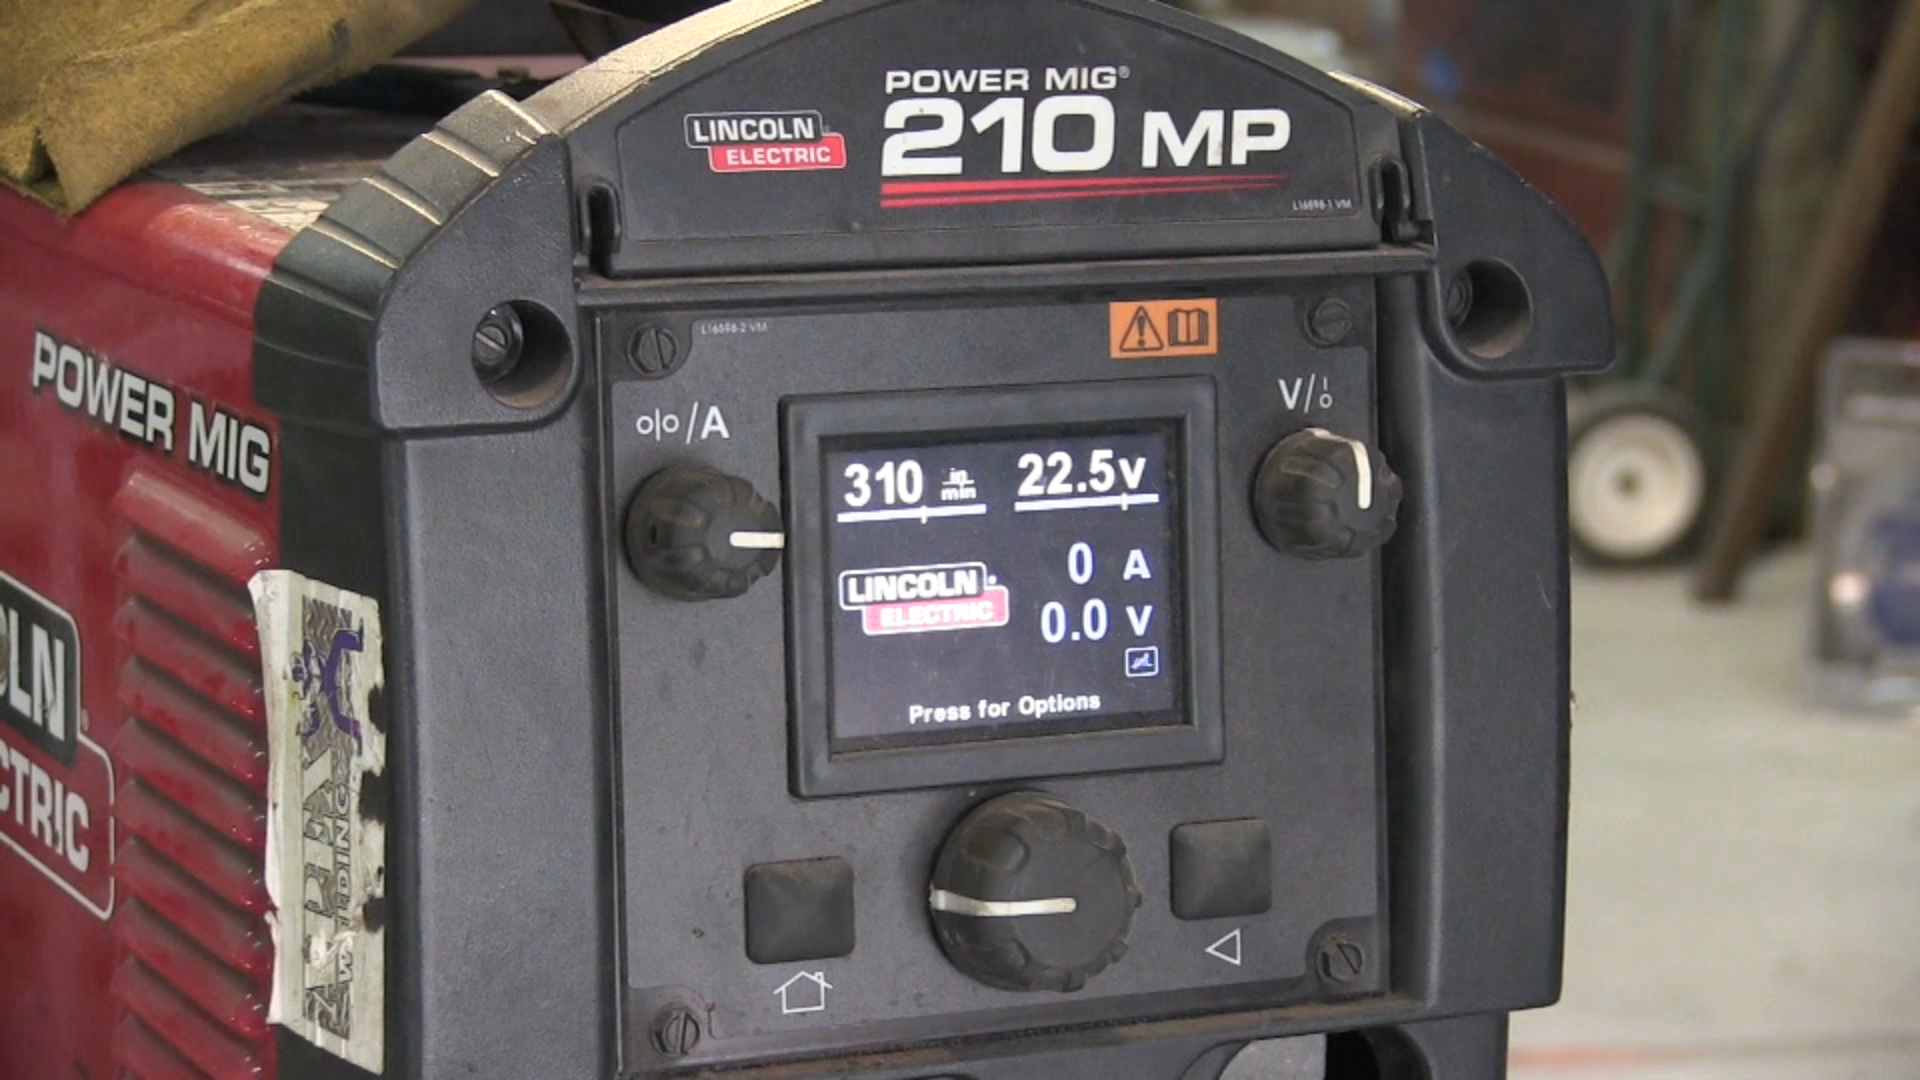 POWER MIG®
210 MP
LINCOLN
ELECTRIC
L16598-1 VM
L16598-2 VM
POWER MIG
o|o/A
V/
310 in/min
22.5V
LINCOLN
ELECTRIC
0 A
0.0 V
Press for Options
OLN
CTRIC
WELDING